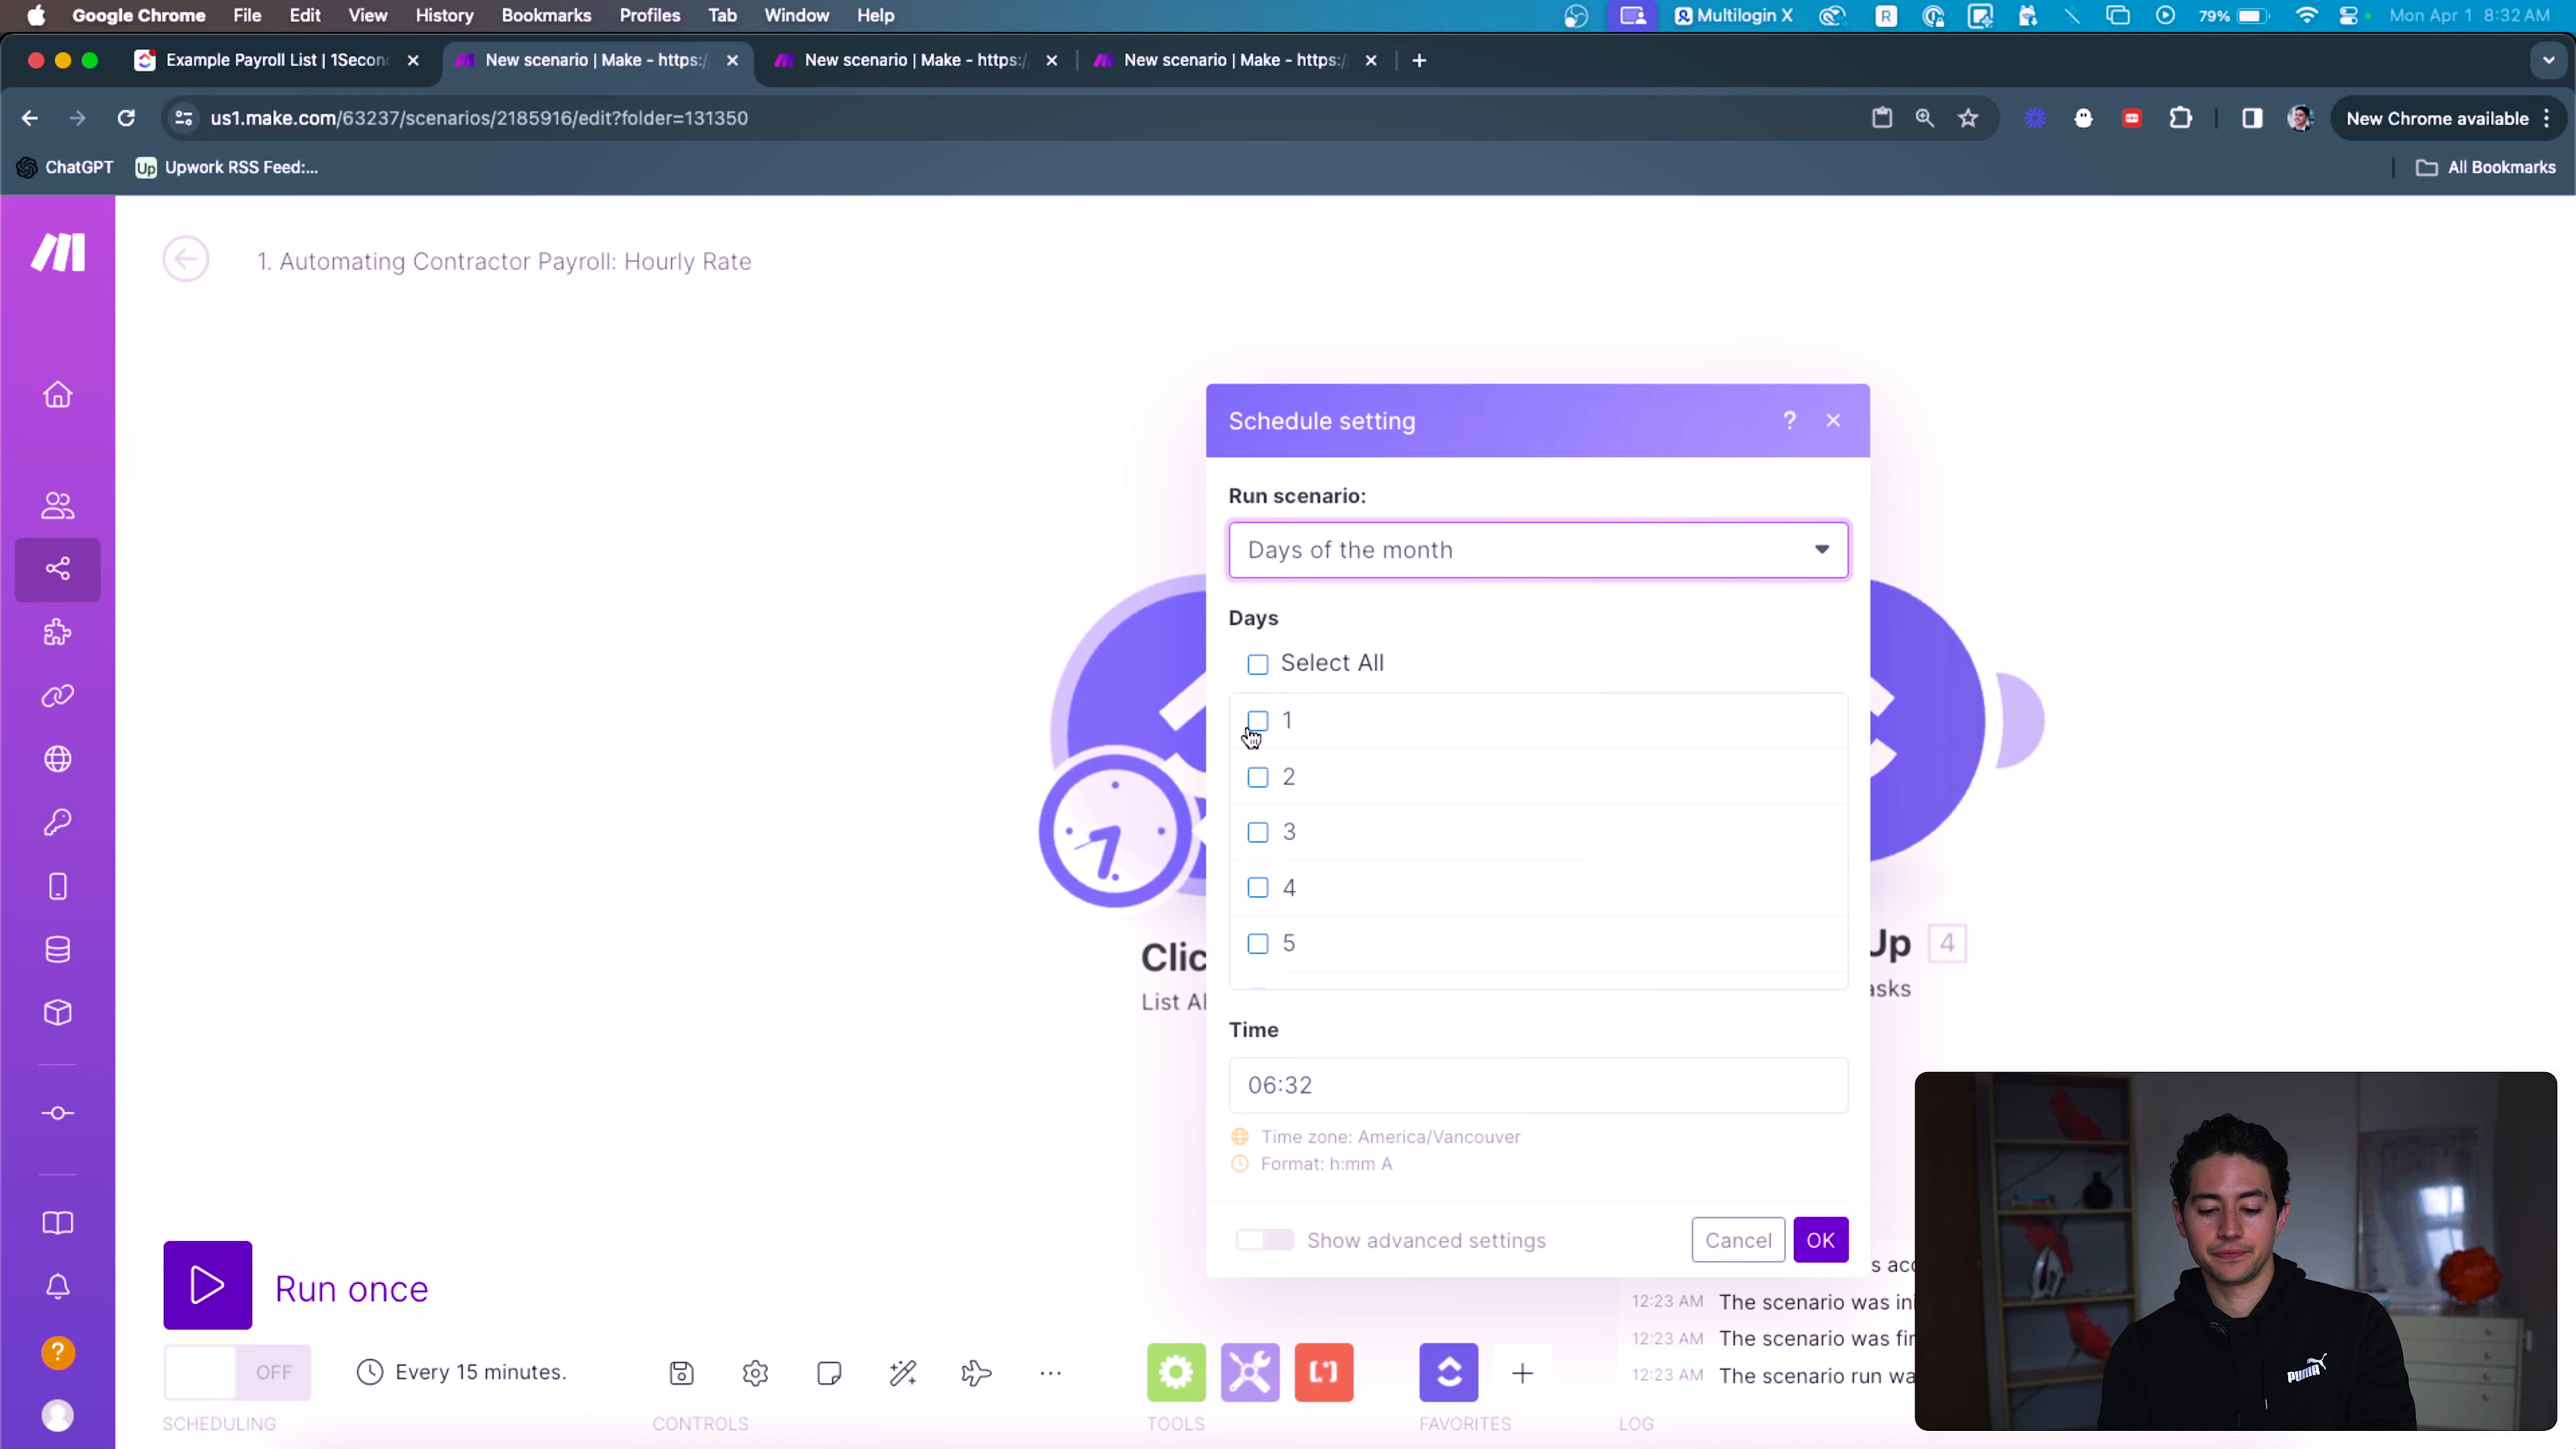 Google Chrome File Edit View History Bookmarks Profiles Tab Window Help
Multilogin X
79%
Mon Apr 1 8:32 AM
Example Payroll List | 1Secon
New scenario | Make - https:/
New scenario | Make - https:/
New scenario | Make - https:/
us1.make.com/63237/scenarios/2185916/edit?folder=131350
New Chrome available
ChatGPT
Up Upwork RSS Feed:...
All Bookmarks
1. Automating Contractor Payroll: Hourly Rate
Schedule setting
?
Run scenario:
Days of the month
Days
Select All
1
2
3
4
5
Time
06:32
Time zone: America/Vancouver
Format: h:mm A
Show advanced settings
Cancel
OK
Clic
List Al
Up 4
asks
Run once
OFF
Every 15 minutes.
SCHEDULING
CONTROLS
TOOLS
FAVORITES
LOG
s acc
12:23 AM The scenario was ini
12:23 AM The scenario was fin
12:23 AM The scenario run wa
?
PUMA